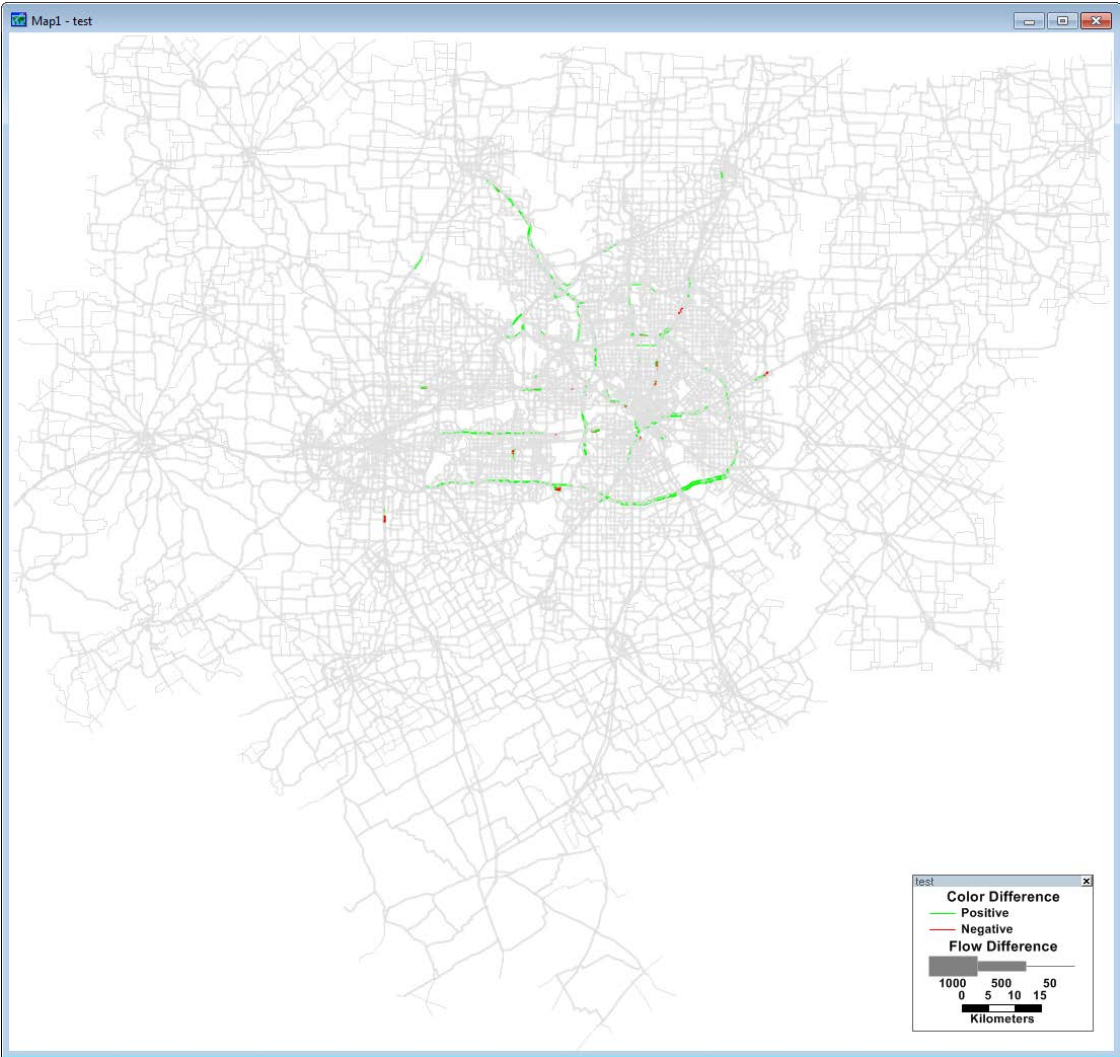 Map1 - test
test
Color Difference
Positive
Negative
Flow Difference
1000 500 50
0 5 10 15
Kilometers